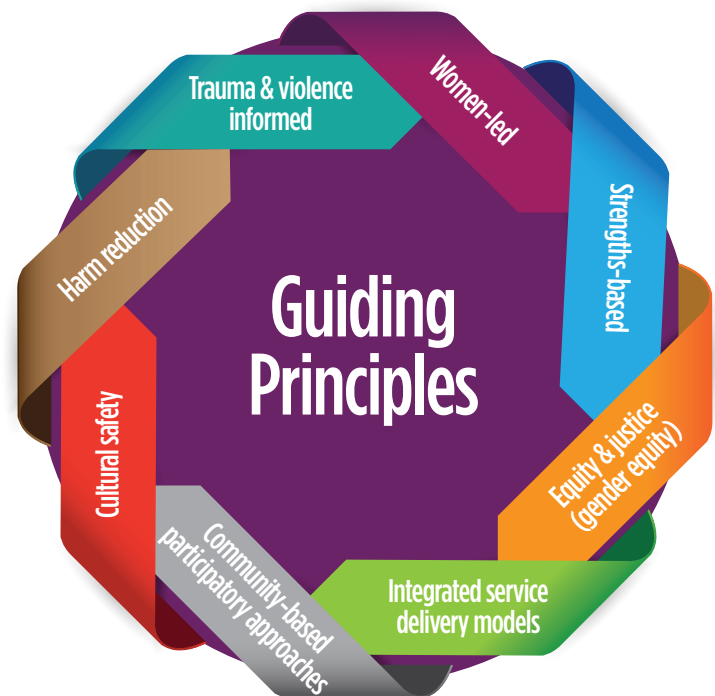 Guiding
Principles
Trauma & violence
informed
Women-led
Strengths-based
Equity & justice
(gender equity)
Integrated service
delivery models
Community-based
participatory approaches
Cultural safety
Harm reduction